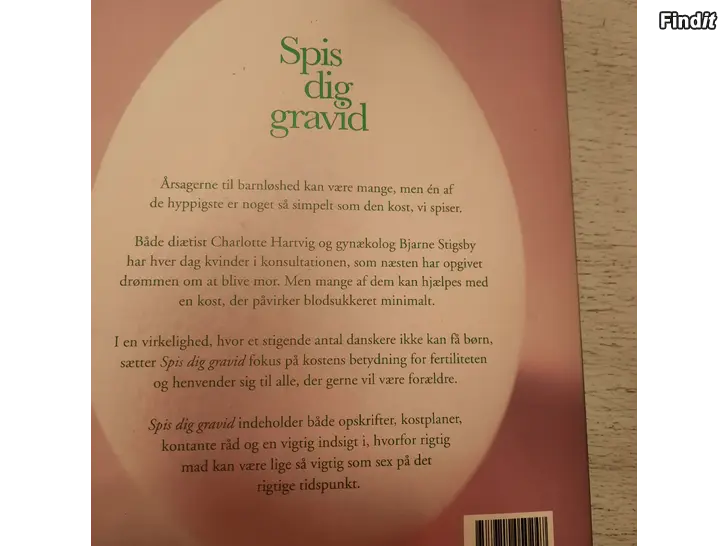 Findit
Spis
dig
gravid
Årsagerne til barnløshed kan være mange, men én af
de hyppigste er noget så simpelt som den kost, vi spiser.
Både diætist Charlotte Hartvig og gynækolog Bjarne Stigsby
har hver dag kvinder i konsultationen, som næsten har opgivet
drømmen om at blive mor. Men mange af dem kan hjælpes med
en kost, der påvirker blodsukkeret minimalt.
I en virkelighed, hvor et stigende antal danskere ikke kan få børn,
sætter Spis dig gravid fokus på kostens betydning for fertiliteten
og henvender sig til alle, der gerne vil være forældre.
Spis dig gravid indeholder både opskrifter, kostplaner,
kontante råd og en vigtig indsigt i, hvorfor rigtig
mad kan være lige så vigtig som sex på det
rigtige tidspunkt.